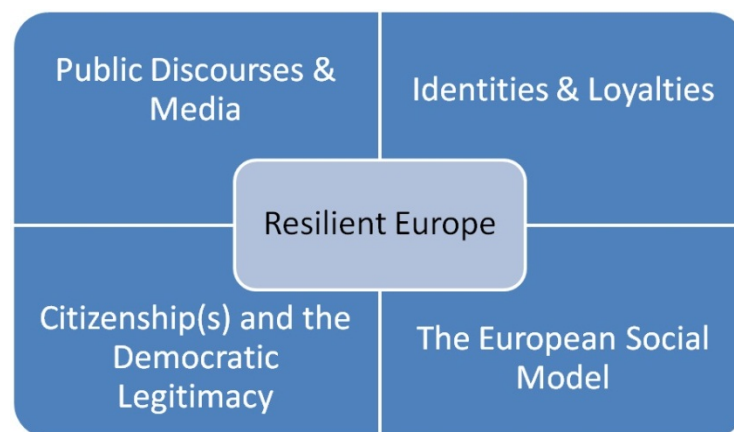 Public Discourses &
Media
Identities & Loyalties
Resilient Europe
Citizenship(s) and the
Democratic
Legitimacy
The European Social
Model